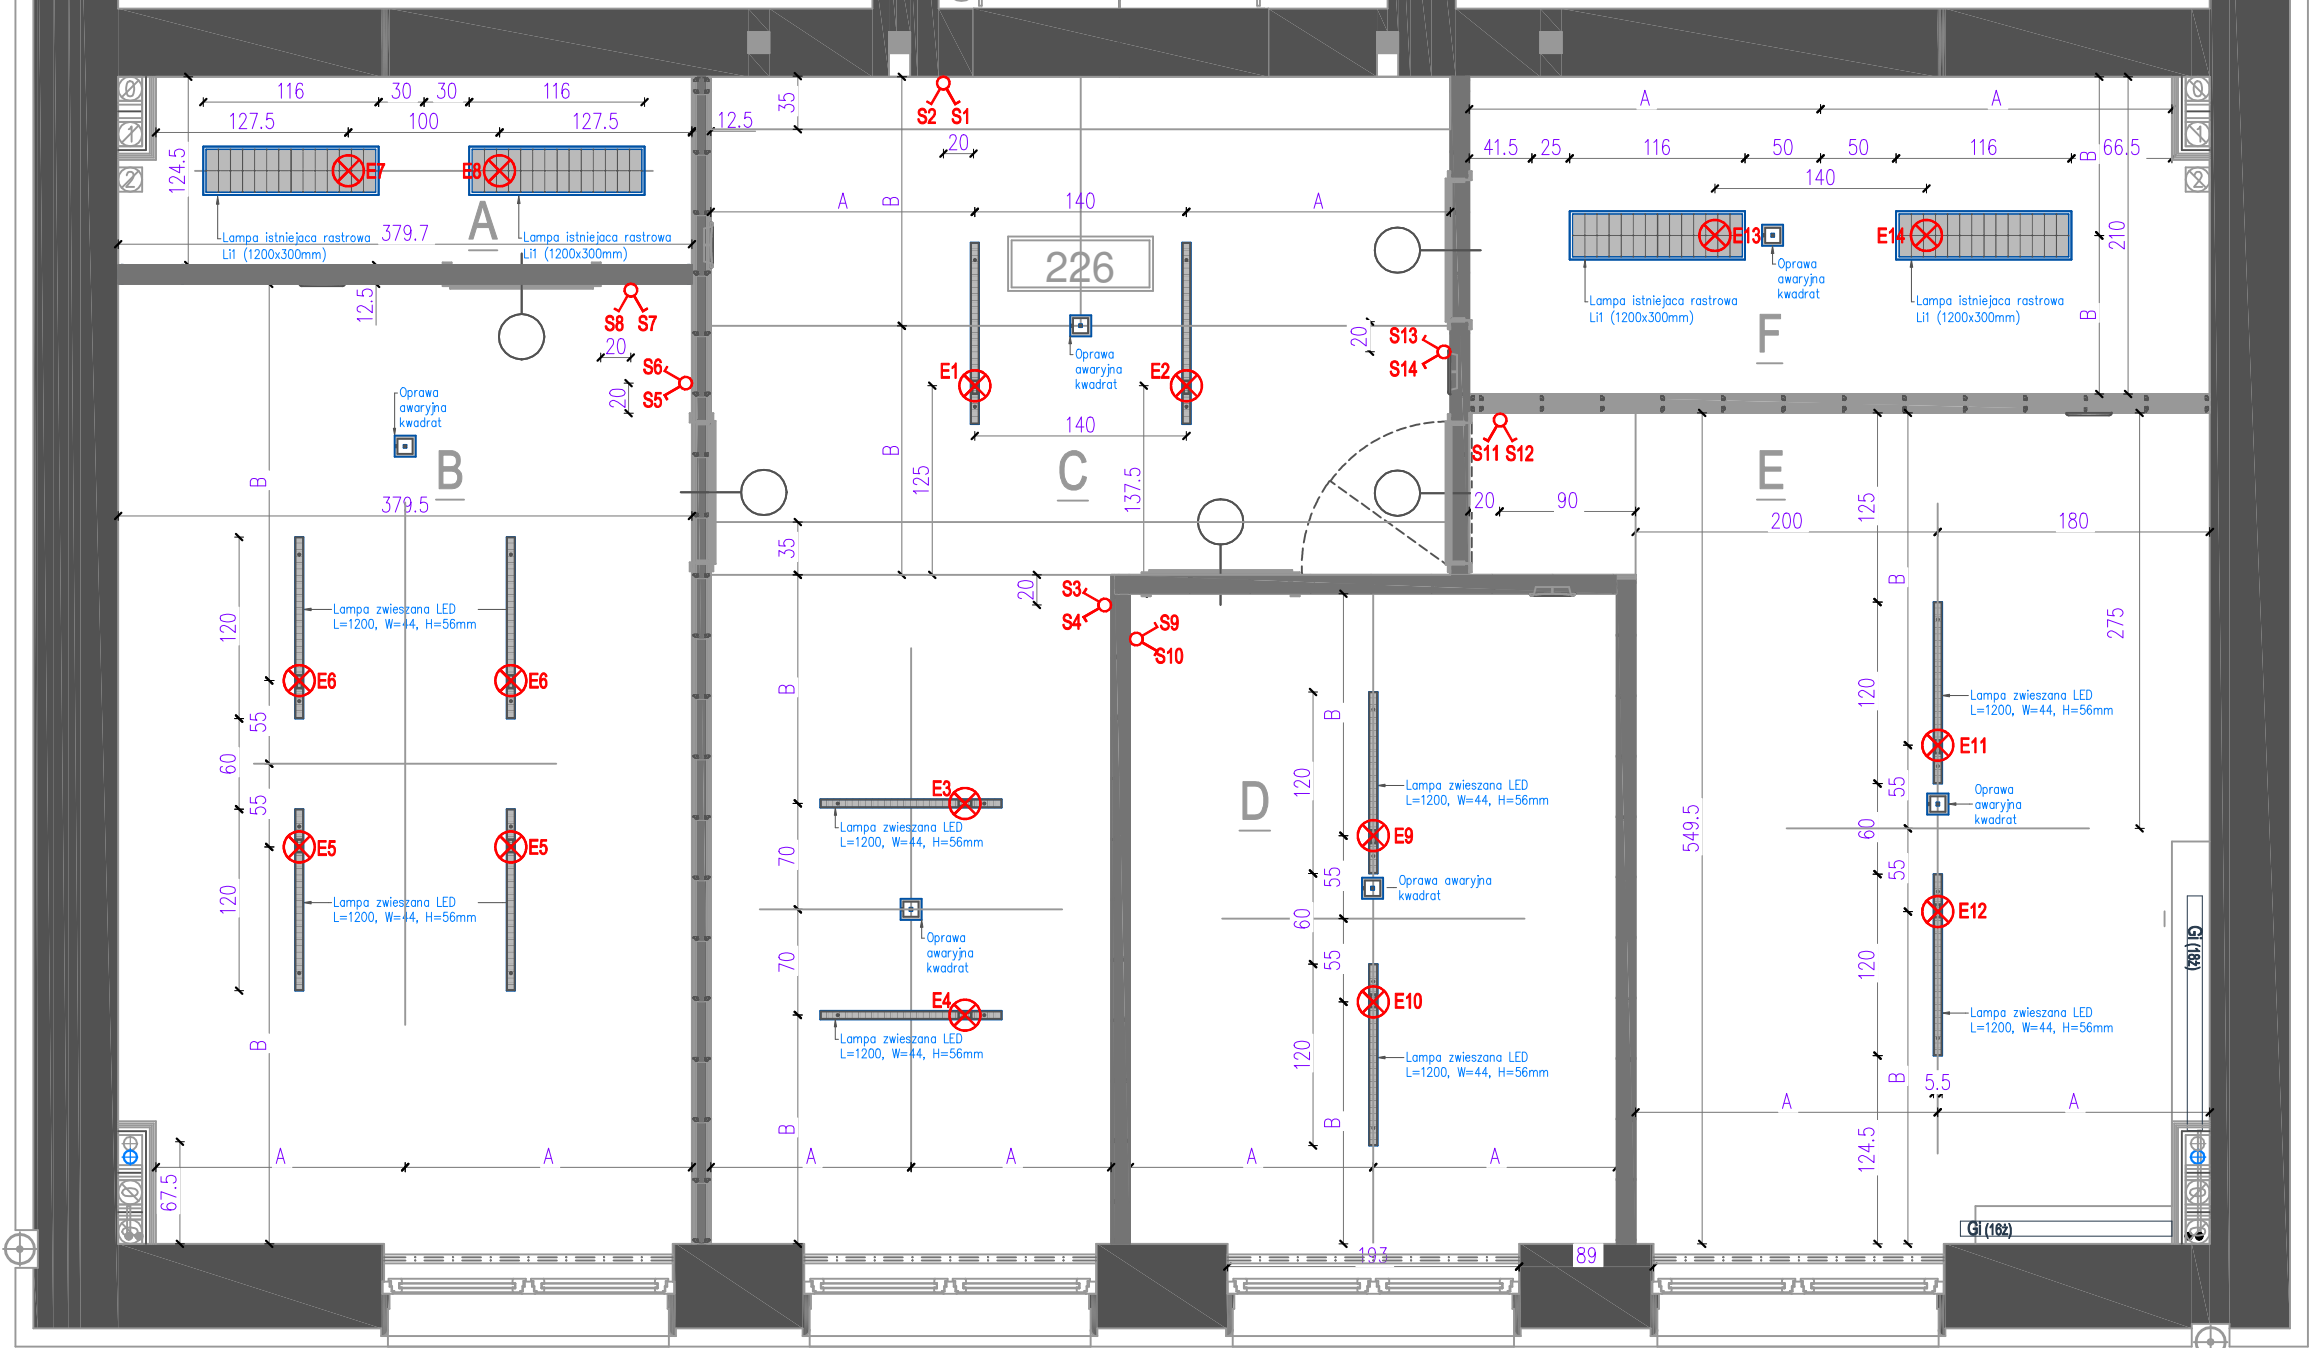 116 30 30 116
127.5 100 127.5
12.5
35
S2 S1
20
A A
41.5 25 116 50 50 116 66.5
B
140
0
1
2
0
1
2
124.5
E7 E8
A
379.7
Lampa istniejaca rastrowa
Li1 (1200x300mm)
Lampa istniejaca rastrowa
Li1 (1200x300mm)
A 140 A
B
226
E13 E14
210
Oprawa
awaryjna
kwadrat
Lampa istniejaca rastrowa
Li1 (1200x300mm)
Lampa istniejaca rastrowa
Li1 (1200x300mm)
B
F
12.5
S8 S7
20
S6
S5
20
Oprawa
awaryjna
kwadrat
E1 E2
20
S13
S14
Oprawa
awaryjna
kwadrat
140
B
379.5
B
B
125
C
137.5
S11 S12
20 90
E
125
200 180
B
275
35
20
S3
S4
S9
S10
120
Lampa zwieszana LED
L=1200, W=44, H=56mm
E6 E6
55
60
55
E5 E5
120
Lampa zwieszana LED
L=1200, W=44, H=56mm
B
B
E3
Lampa zwieszana LED
L=1200, W=44, H=56mm
70
Oprawa
awaryjna
kwadrat
70
E4
Lampa zwieszana LED
L=1200, W=44, H=56mm
B
D
B
120
Lampa zwieszana LED
L=1200, W=44, H=56mm
E9
55
Oprawa awaryjna
kwadrat
60
55
E10
120
Lampa zwieszana LED
L=1200, W=44, H=56mm
B
549.5
120
Lampa zwieszana LED
L=1200, W=44, H=56mm
E11
55
Oprawa
awaryjna
kwadrat
60
55
E12
120
Lampa zwieszana LED
L=1200, W=44, H=56mm
Gi (18ż)
B
5.5
A A
124.5
A A
A A
A A
67.5
Gi (16ż)
193
89